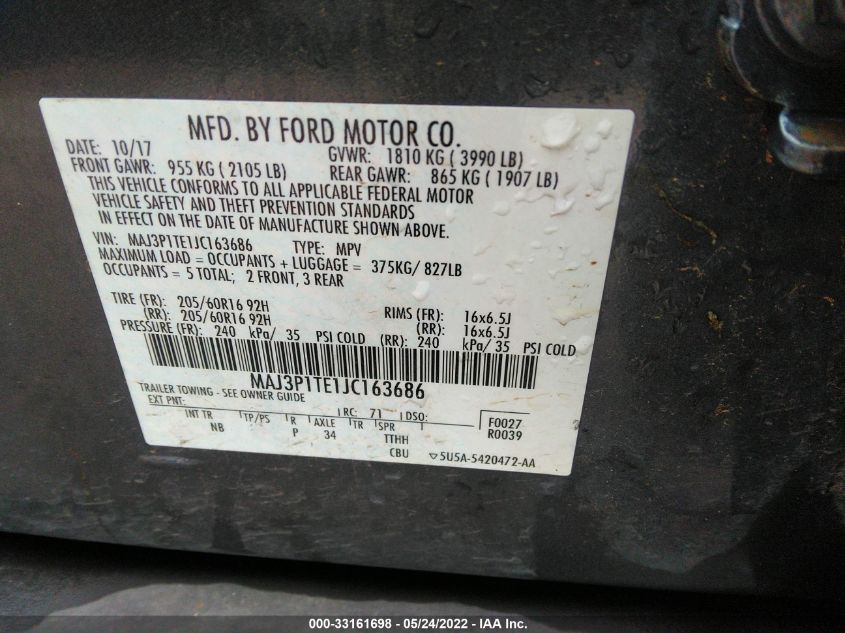 MFD. BY FORD MOTOR CO.
DATE: 10/17 GVWR: 1810 KG ( 3990 LB)
FRONT GAWR: 955 KG ( 2105 LB) REAR GAWR: 865 KG ( 1907 LB)
THIS VEHICLE CONFORMS TO ALL APPLICABLE FEDERAL MOTOR
VEHICLE SAFETY AND THEFT PREVENTION STANDARDS
IN EFFECT ON THE DATE OF MANUFACTURE SHOWN ABOVE.
VIN: MAJ3P1TE1JC163686 TYPE: MPV
MAXIMUM LOAD = OCCUPANTS + LUGGAGE = 375KG/ 827LB
OCCUPANTS = 5 TOTAL; 2 FRONT, 3 REAR
TIRE (FR): 205/60R16 92H RIMS (FR): 16x6.5J
(RR): 205/60R16 92H (RR): 16x6.5J
PRESSURE (FR): 240 kPa/ 35 PSI COLD (RR): 240 kPa/ 35 PSI COLD
MAJ3P1TE1JC163686
TRAILER TOWING - SEE OWNER GUIDE
EXT PNT: RC: 71 DSO: F0027
INT TR TP/PS R AXLE TR SPR R0039
NB P 34 TTHH
CBU ▽5U5A-5420472-AA
000-33161698 - 05/24/2022 - IAA Inc.